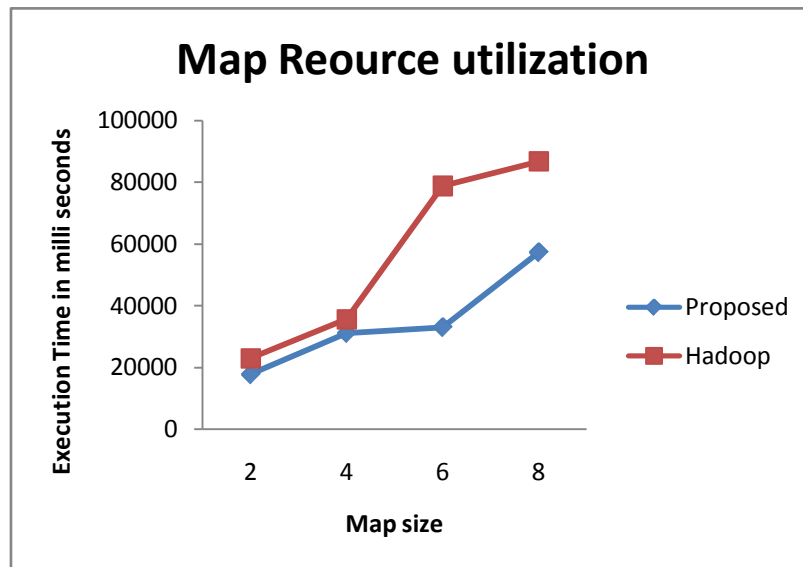 Map Reource utilization
Execution Time in milli seconds
100000
80000
60000
40000
20000
0
2 4 6 8
Map size
Proposed
Hadoop